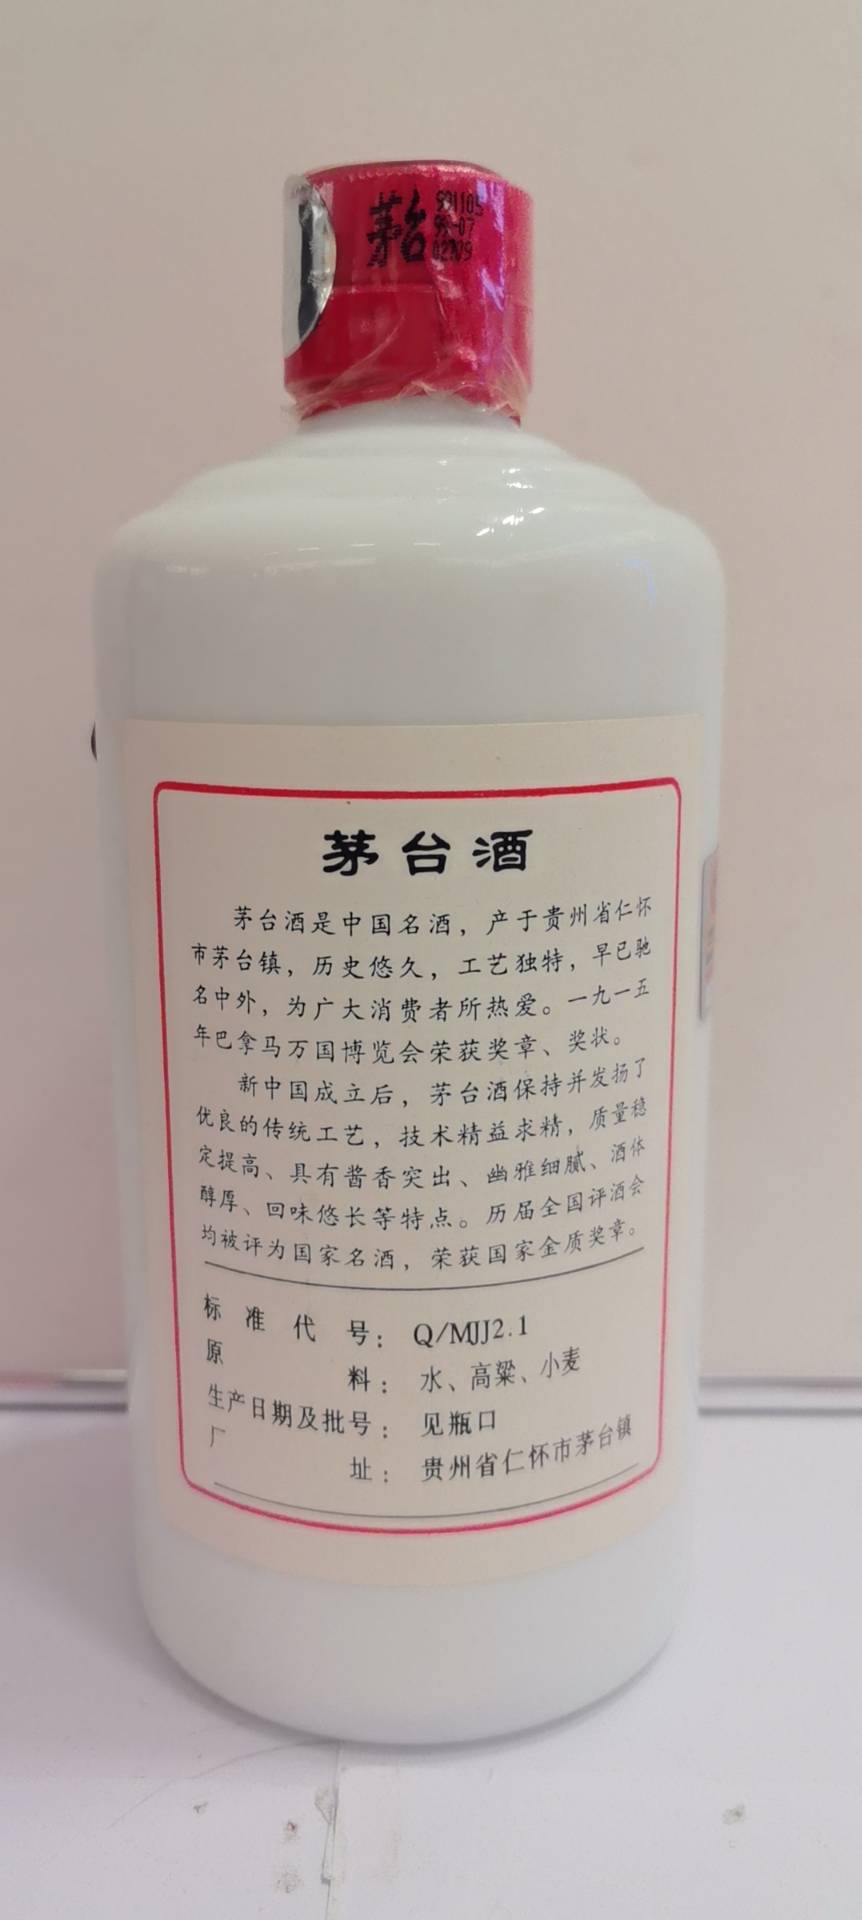 茅台
991105
99-07
茅台酒
茅台酒是中国名酒，产于贵州省仁怀
市茅台镇，历史悠久，工艺独特，早已驰
名中外，为广大消费者所热爱。一九一五
年巴拿马万国博览会荣获奖章、奖状。
新中国成立后，茅台酒保持并发扬了
优良的传统工艺，技术精益求精，质量稳
定提高、具有酱香突出、幽雅细腻、酒体
醇厚、回味悠长等特点。历届全国评酒会
均被评为国家名酒，荣获国家金质奖章。
标准代号：Q/MJJ2.1
原料：水、高粱、小麦
生产日期及批号：见瓶口
厂址：贵州省仁怀市茅台镇